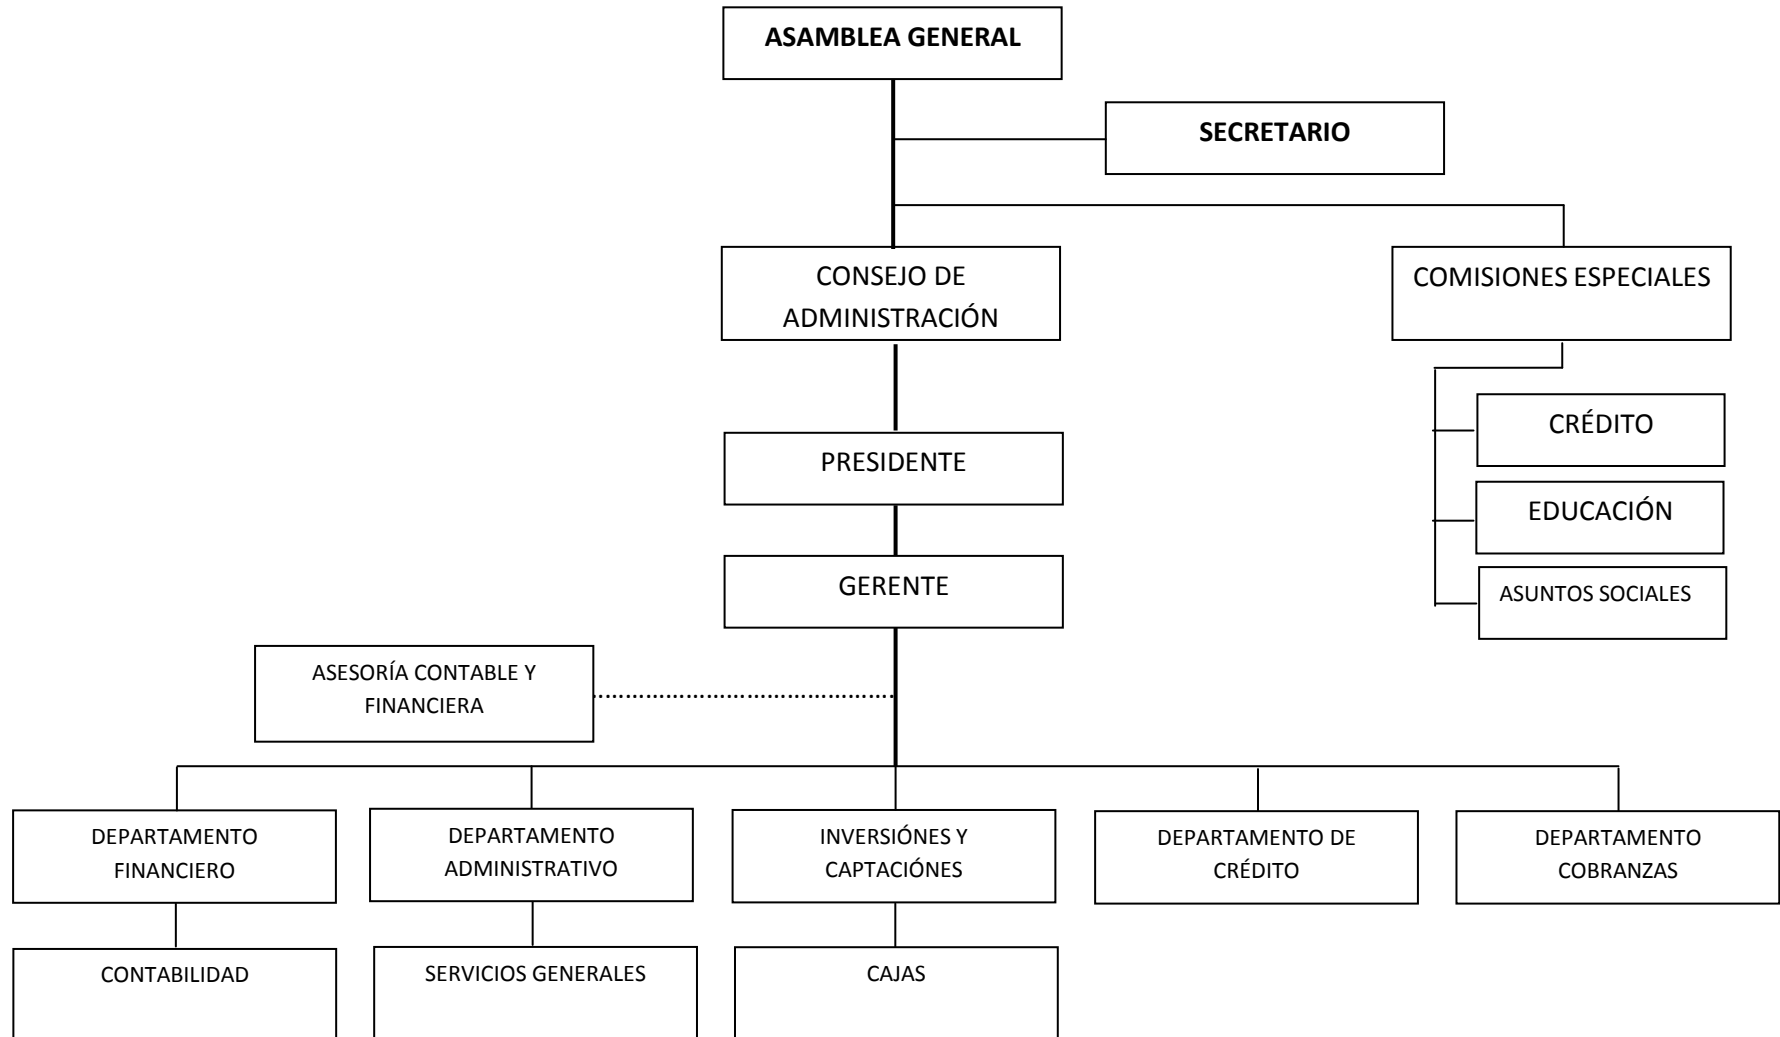 ASAMBLEA GENERAL
SECRETARIO
CONSEJO DE
ADMINISTRACIÓN
COMISIONES ESPECIALES
CRÉDITO
PRESIDENTE
EDUCACIÓN
GERENTE
ASUNTOS SOCIALES
ASESORÍA CONTABLE Y
FINANCIERA
DEPARTAMENTO
FINANCIERO
DEPARTAMENTO
ADMINISTRATIVO
INVERSIÓNES Y
CAPTACIÓNES
DEPARTAMENTO DE
CRÉDITO
DEPARTAMENTO
COBRANZAS
CONTABILIDAD
SERVICIOS GENERALES
CAJAS